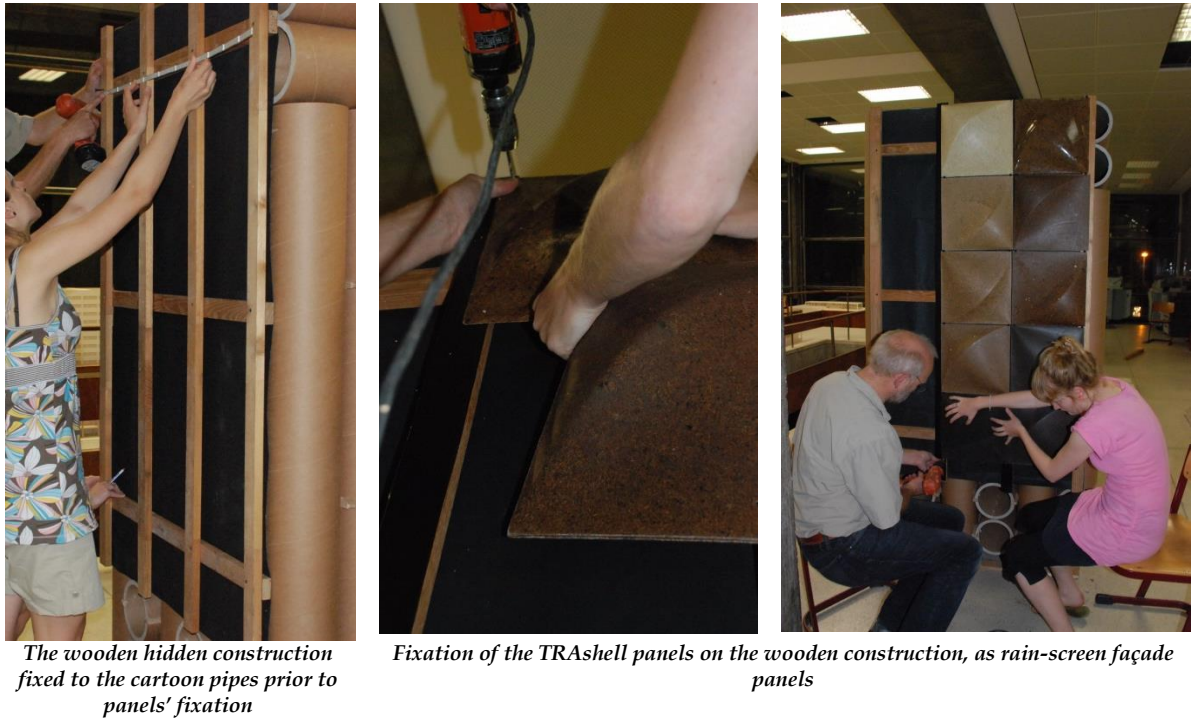 The wooden hidden construction
fixed to the cartoon pipes prior to
panels' fixation
Fixation of the TRAshell panels on the wooden construction, as rain-screen façade
panels